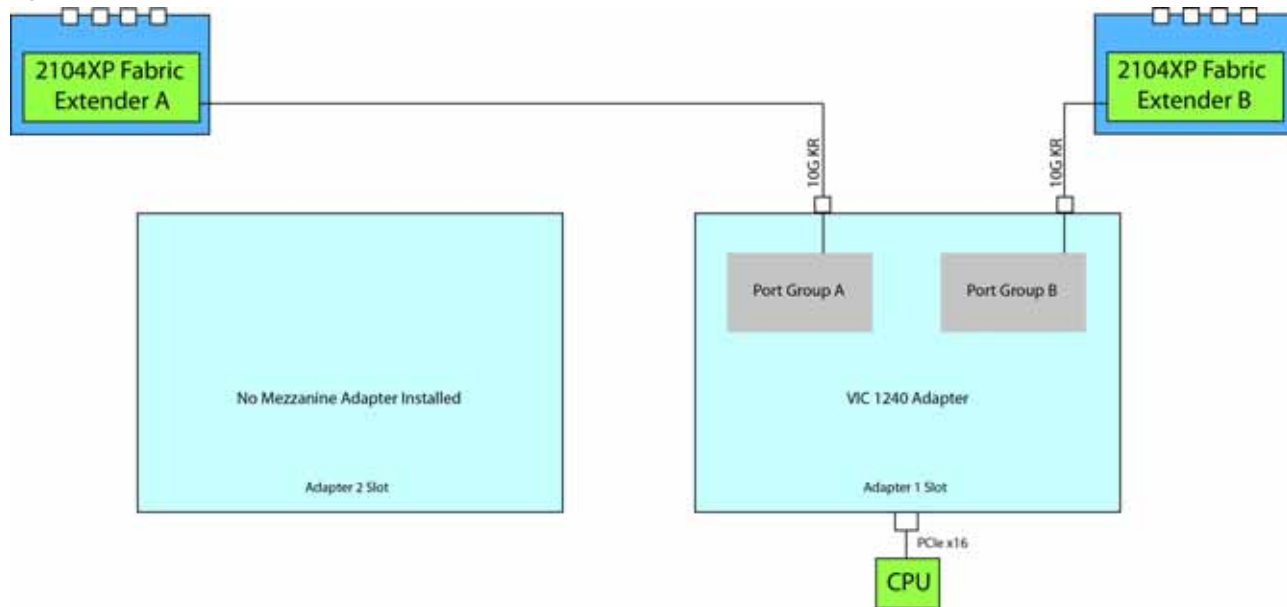 2104XP Fabric
Extender A
2104XP Fabric
Extender B
10G KR
10G KR
Port Group A
Port Group B
No Mezzanine Adapter Installed
VIC 1240 Adapter
Adapter 2 Slot
Adapter 1 Slot
PCIe x16
CPU